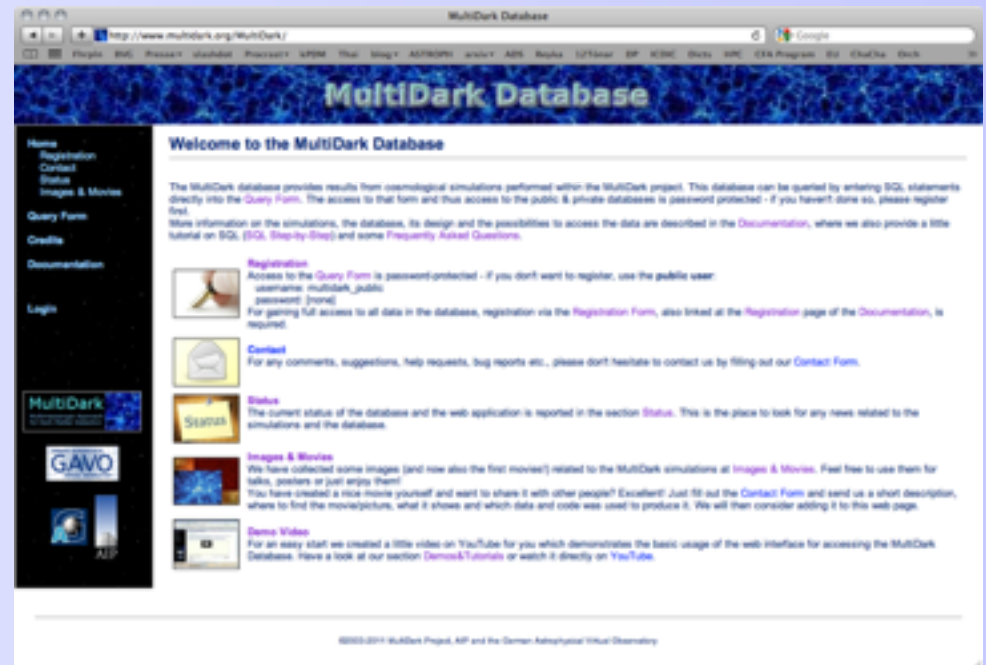 MultiDark Database
http://www.multidark.org/MultiDark/
Google
MultiDark Database
Home
Registration
Contact
Status
Images & Movies
Query Form
Credits
Documentation
Login
MultiDark
GAVO
AIP
Welcome to the MultiDark Database
The MultiDark database provides results from cosmological simulations performed within the MultiDark project. This database can be queried by entering SQL statements
directly into the Query Form. The access to that form and thus access to the public & private databases is password protected - if you haven't done so, please register
first.
More information on the simulations, the database, its design and the possibilities to access the data are described in the Documentation, where we also provide a little
tutorial on SQL (SQL Step-by-Step) and some Frequently Asked Questions.
Registration
Access to the Query Form is password-protected - if you don't want to register, use the public user:
username: multidark_public
password: [none]
For gaining full access to all data in the database, registration via the Registration Form, also linked at the Registration page of the Documentation, is
required.
Contact
For any comments, suggestions, help requests, bug reports etc., please don't hesitate to contact us by filling out our Contact Form.
Status
Status
The current status of the database and the web application is reported in the section Status. This is the place to look for any news related to the
simulations and the database.
Images & Movies
We have collected some images (and now also the first movies!) related to the MultiDark simulations at Images & Movies. Feel free to use them for
talks, posters or just enjoy them!
You have created a nice movie yourself and want to share it with other people? Excellent! Just fill out the Contact Form and send us a short description,
where to find the movie/picture, what it shows and which data and code was used to produce it. We will then consider adding it to this web page.
Demo Video
For an easy start we created a little video on YouTube for you which demonstrates the basic usage of the web interface for accessing the MultiDark
Database. Have a look at our section Demos&Tutorials or watch it directly on YouTube.
©2003-2011 MultiDark Project, AIP and the German Astrophysical Virtual Observatory